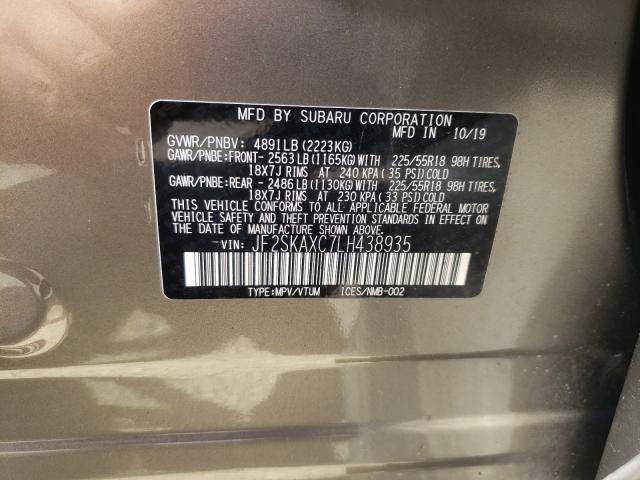 MFD BY SUBARU CORPORATION
MFD IN 10/19
GVWR/PNBV: 4891LB(2223KG)
GAWR/PNBE:FRONT- 2563LB(1165KG)WITH 225/55R18 98H TIRES,
18X7J RIMS AT 240 KPA(35 PSI)COLD
GAWR/PNBE:REAR - 2486LB(1130KG)WITH 225/55R18 98H TIRES,
18X7J RIMS AT 230 KPA(33 PSI)COLD
THIS VEHICLE CONFORMS TO ALL APPLICABLE FEDERAL MOTOR
VEHICLE SAFETY AND THEFT PREVENTION STANDARDS IN EFFECT ON
THE DATE OF MANUFACTURE SHOWN ABOVE.
VIN: JF2SKAXC7LH438935
TYPE:MPV/VTUM ICES/NMB-002